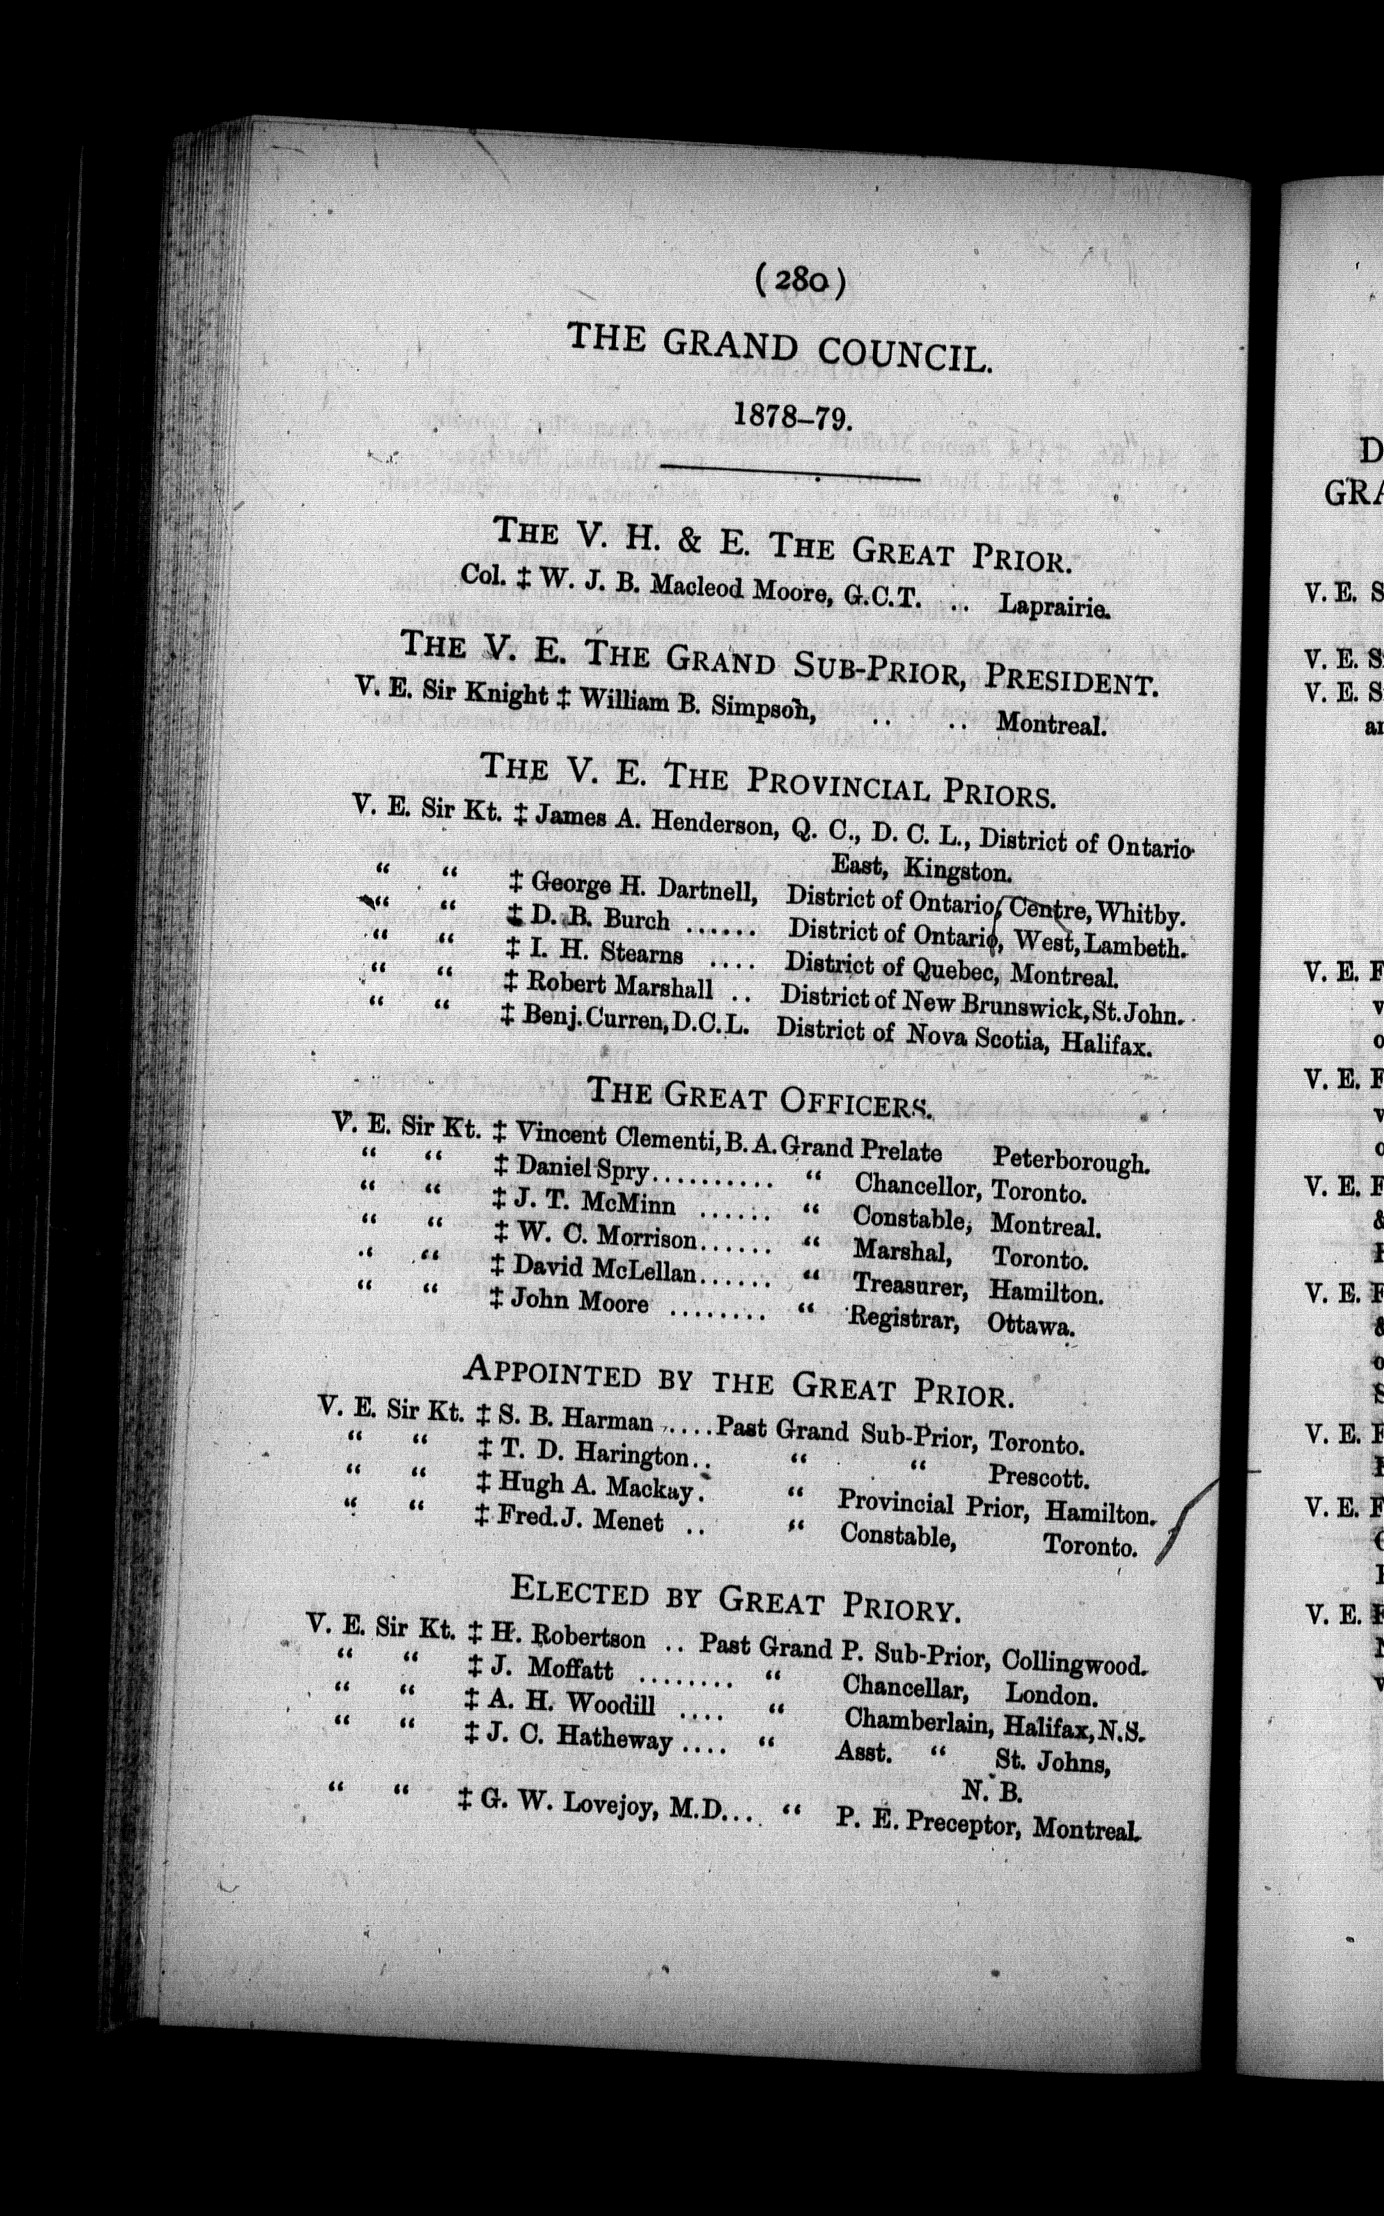 (280)
THE GRAND COUNCIL.
1878–79.
THE V. H. & E. THE GREAT PRIOR.
Col. ‡ W. J. B. Macleod Moore, G.C.T. .. Laprairie.
THE V. E. THE GRAND SUB-PRIOR, PRESIDENT.
V. E. Sir Knight ‡ William B. Simpson, .. .. Montreal.
THE V. E. THE PROVINCIAL PRIORS.
V. E. Sir Kt. ‡ James A. Henderson, Q. C., D. C. L., District of Ontario
East, Kingston.
“ “ ‡ George H. Dartnell, District of Ontario, Centre, Whitby.
“ “ ‡ D. B. Burch ...... District of Ontario, West, Lambeth.
“ “ ‡ I. H. Stearns .... District of Quebec, Montreal.
“ “ ‡ Robert Marshall .. District of New Brunswick, St. John.
“ “ ‡ Benj. Curren, D.C.L. District of Nova Scotia, Halifax.
THE GREAT OFFICERS.
V. E. Sir Kt. ‡ Vincent Clementi, B. A. Grand Prelate Peterborough.
“ “ ‡ Daniel Spry.......... “ Chancellor, Toronto.
“ “ ‡ J. T. McMinn ...... “ Constable, Montreal.
“ “ ‡ W. C. Morrison...... “ Marshal, Toronto.
“ “ ‡ David McLellan...... “ Treasurer, Hamilton.
“ “ ‡ John Moore ........ “ Registrar, Ottawa.
APPOINTED BY THE GREAT PRIOR.
V. E. Sir Kt. ‡ S. B. Harman .....Past Grand Sub-Prior, Toronto.
“ “ ‡ T. D. Harington.. “ “ Prescott.
“ “ ‡ Hugh A. Mackay. “ Provincial Prior, Hamilton.
“ “ ‡ Fred. J. Menet .. “ Constable, Toronto.
ELECTED BY GREAT PRIORY.
V. E. Sir Kt. ‡ H. Robertson .. Past Grand P. Sub-Prior, Collingwood.
“ “ ‡ J. Moffatt ........ “ Chancellar, London.
“ “ ‡ A. H. Woodill .... “ Chamberlain, Halifax, N.S.
“ “ ‡ J. C. Hatheway .... “ Asst. “ St. Johns,
N. B.
“ “ ‡ G. W. Lovejoy, M.D... “ P. E. Preceptor, Montreal.
D
GRA
V. E. S
V. E. S
V. E. S
V. E. F
V. E. F
V. E. F
V. E. F
V. E. F
V. E. F
V. E. F